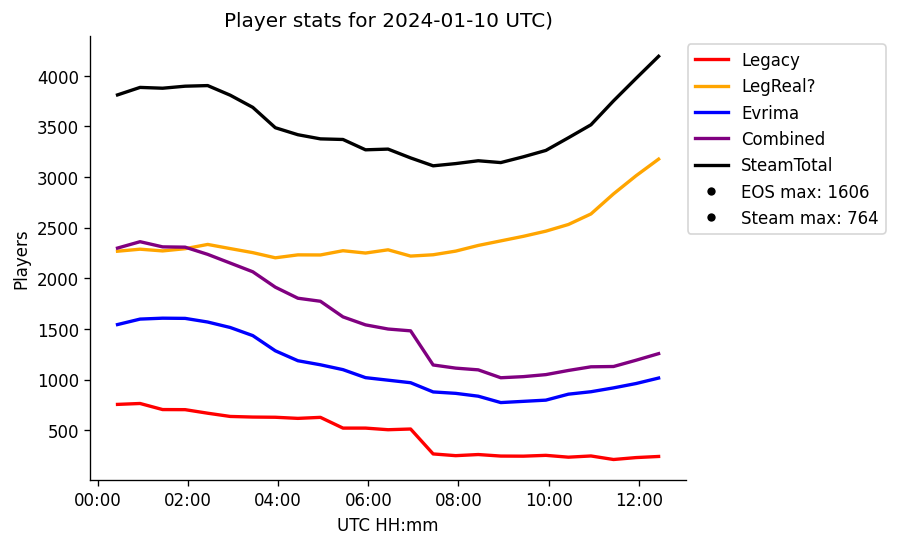 Player stats for 2024-01-10 UTC)
Players
4000
3500
3000
2500
2000
1500
1000
500
00:00 02:00 04:00 06:00 08:00 10:00 12:00
UTC HH:mm
Legacy
LegReal?
Evrima
Combined
SteamTotal
EOS max: 1606
Steam max: 764